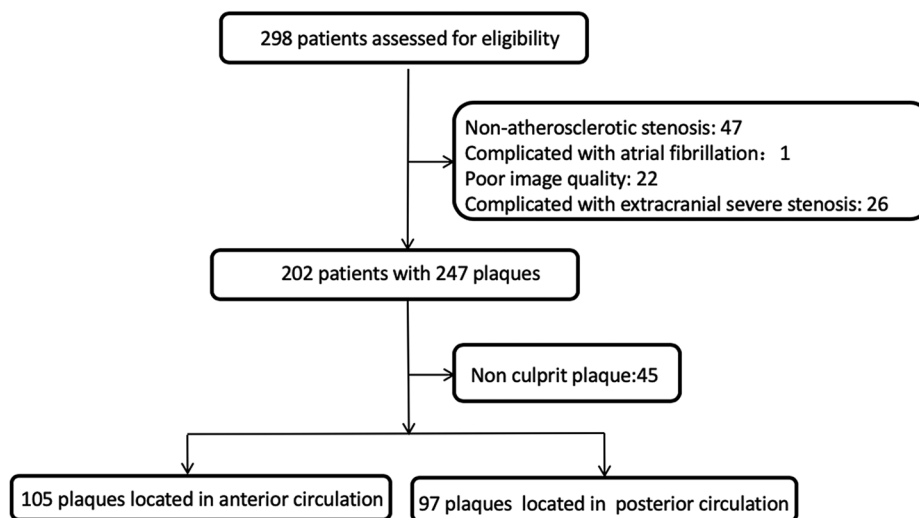 298 patients assessed for eligibility
Non-atherosclerotic stenosis: 47
Complicated with atrial fibrillation：1
Poor image quality: 22
Complicated with extracranial severe stenosis: 26
202 patients with 247 plaques
Non culprit plaque:45
105 plaques located in anterior circulation
97 plaques located in posterior circulation